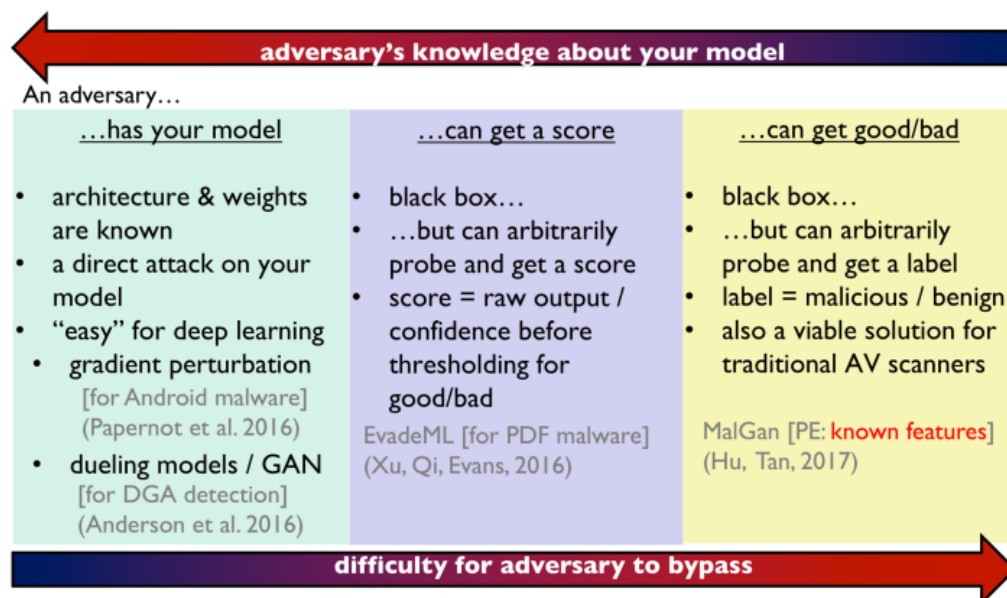 adversary's knowledge about your model
An adversary…
…has your model
• architecture & weights
are known
• a direct attack on your
model
• "easy" for deep learning
• gradient perturbation
[for Android malware]
(Papernot et al. 2016)
• dueling models / GAN
[for DGA detection]
(Anderson et al. 2016)
…can get a score
• black box…
• …but can arbitrarily
probe and get a score
• score = raw output /
confidence before
thresholding for
good/bad
EvadeML [for PDF malware]
(Xu, Qi, Evans, 2016)
…can get good/bad
• black box…
• …but can arbitrarily
probe and get a label
• label = malicious / benign
• also a viable solution for
traditional AV scanners
MalGan [PE: known features]
(Hu, Tan, 2017)
difficulty for adversary to bypass